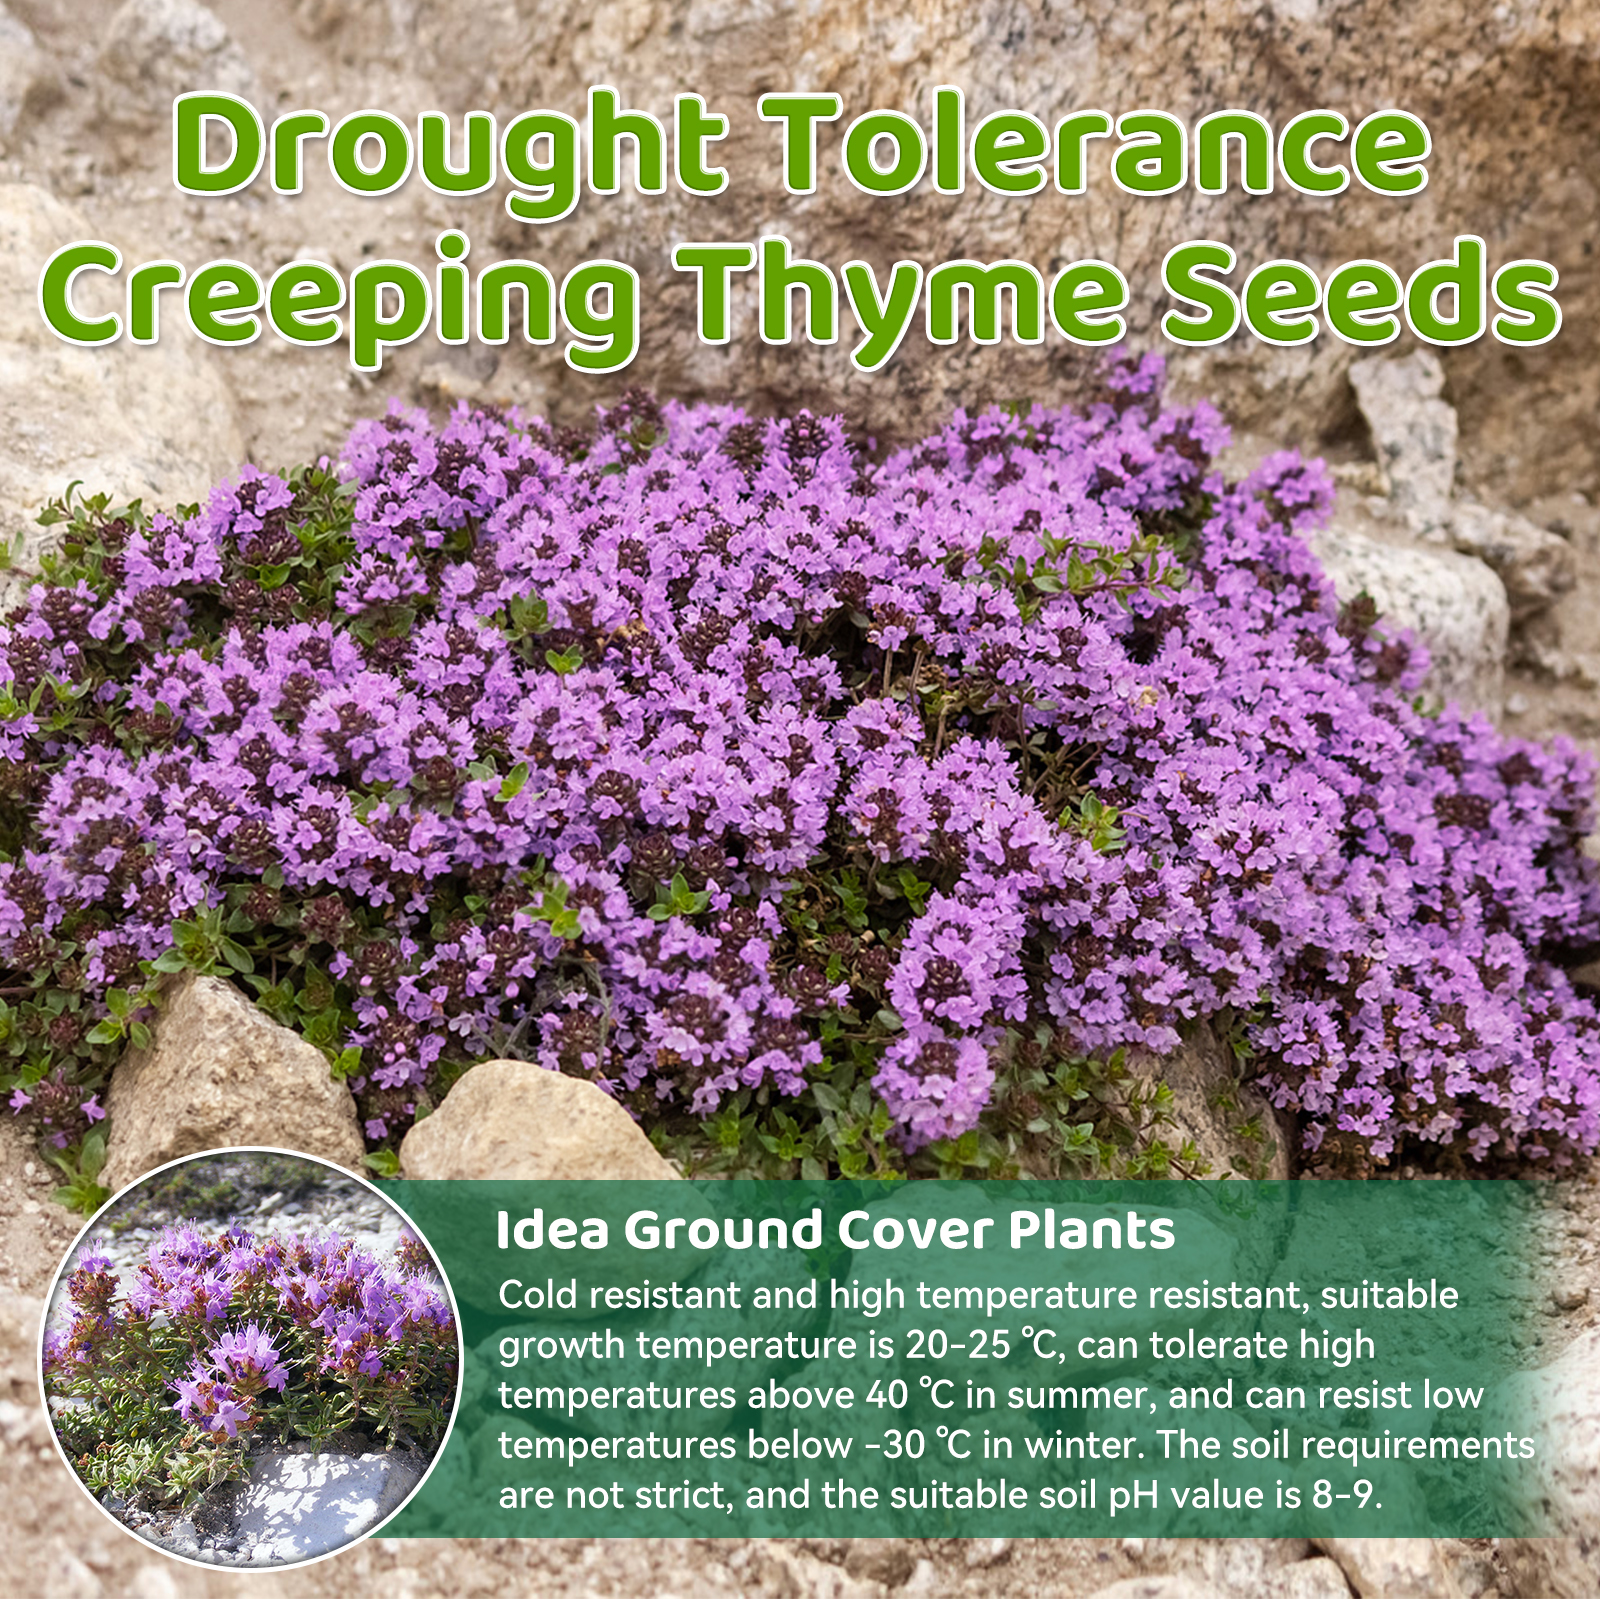 Drought Tolerance
Creeping Thyme Seeds
Idea Ground Cover Plants
Cold resistant and high temperature resistant, suitable
growth temperature is 20-25 ℃, can tolerate high
temperatures above 40 ℃ in summer, and can resist low
temperatures below -30 ℃ in winter. The soil requirements
are not strict, and the suitable soil pH value is 8-9.